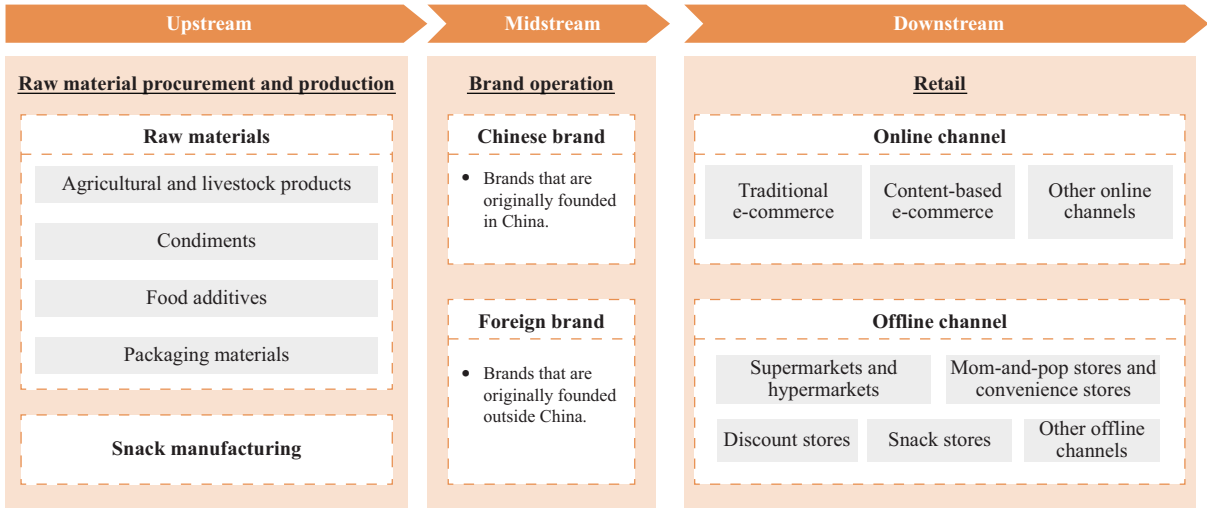 Upstream
Midstream
Downstream
Raw material procurement and production
Raw materials
Agricultural and livestock products
Condiments
Food additives
Packaging materials
Snack manufacturing
Brand operation
Chinese brand
• Brands that are
originally founded
in China.
Foreign brand
• Brands that are
originally founded
outside China.
Retail
Online channel
Traditional
e-commerce
Content-based
e-commerce
Other online
channels
Offline channel
Supermarkets and
hypermarkets
Mom-and-pop stores and
convenience stores
Discount stores
Snack stores
Other offline
channels